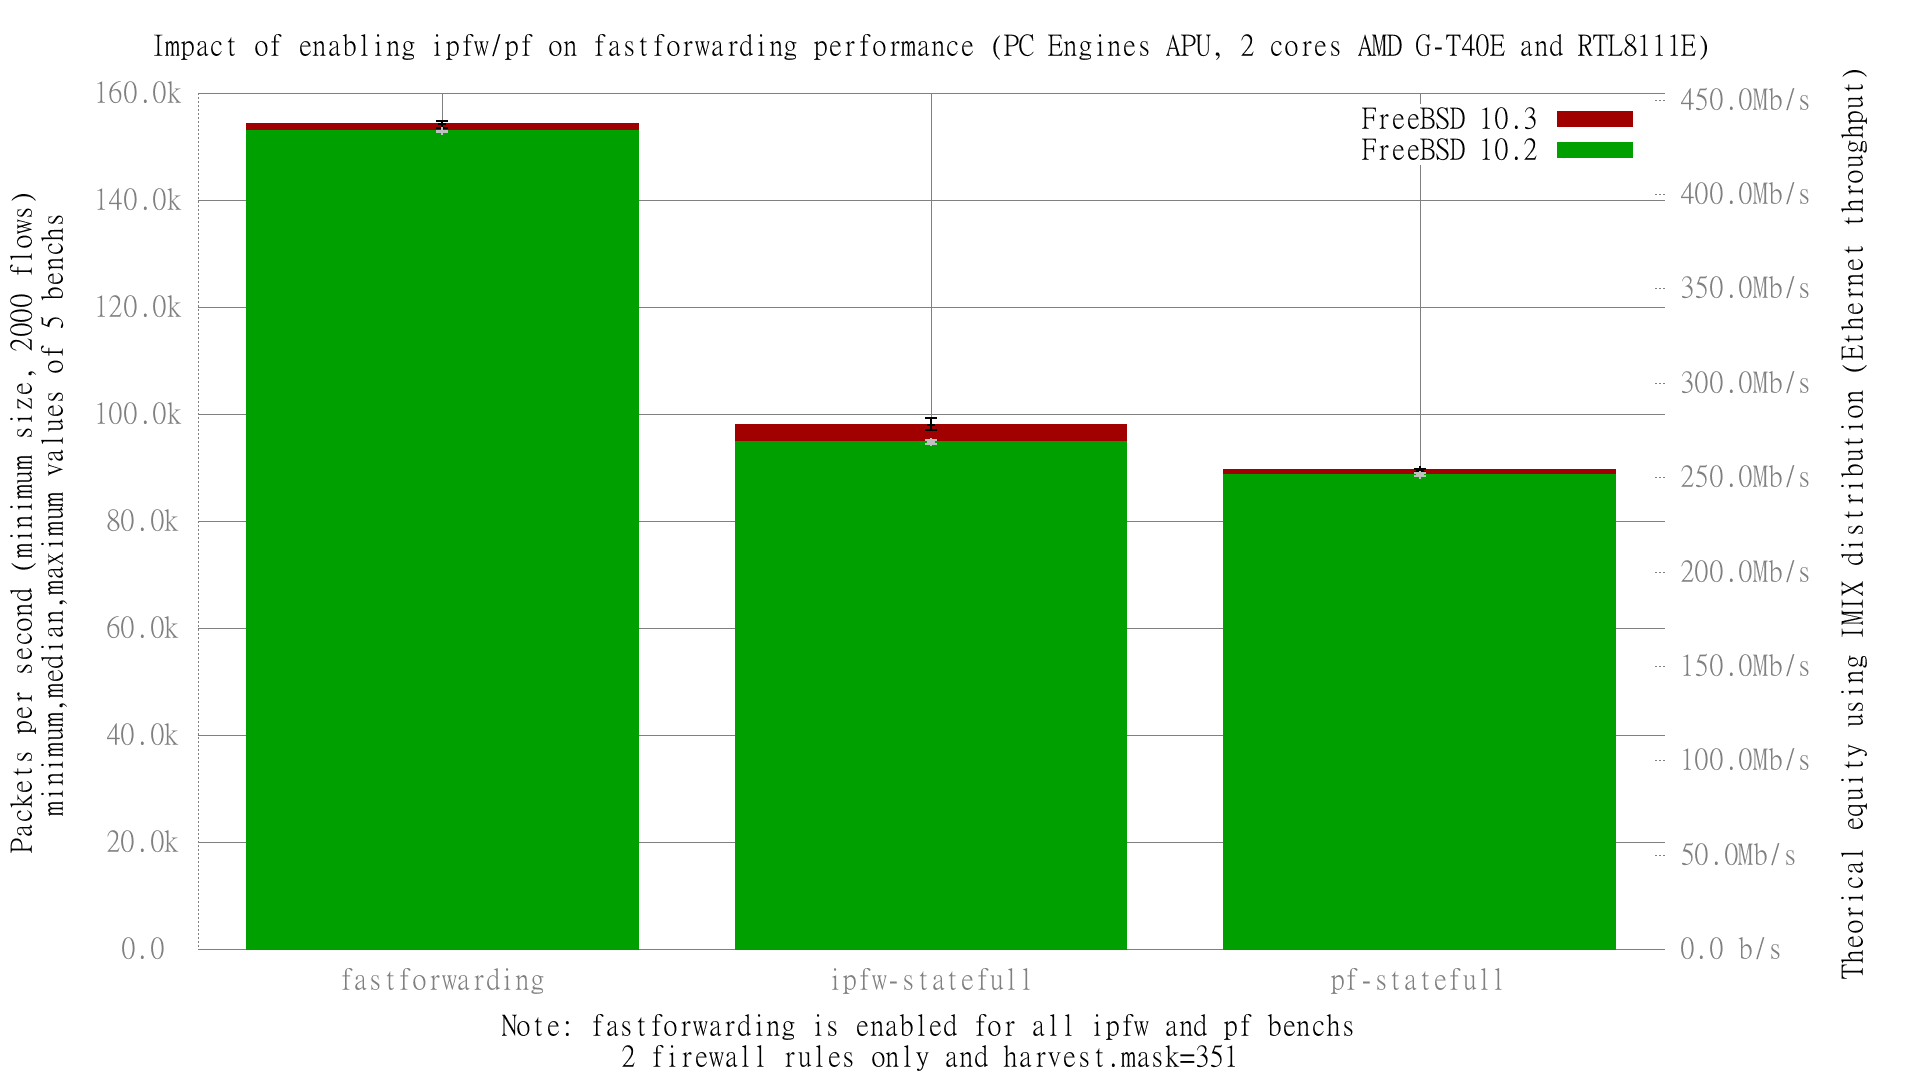 Impact of enabling ipfw/pf on fastforwarding performance (PC Engines APU, 2 cores AMD G-T40E and RTL8111E)
Packets per second (minimum size, 2000 flows)
minimum,median,maximum values of 5 benchs
160.0k
140.0k
120.0k
100.0k
80.0k
60.0k
40.0k
20.0k
0.0
FreeBSD 10.3
FreeBSD 10.2
450.0Mb/s
400.0Mb/s
350.0Mb/s
300.0Mb/s
250.0Mb/s
200.0Mb/s
150.0Mb/s
100.0Mb/s
50.0Mb/s
0.0 b/s
Theorical equity using IMIX distribution (Ethernet throughput)
fastforwarding
ipfw-statefull
pf-statefull
Note: fastforwarding is enabled for all ipfw and pf benchs
2 firewall rules only and harvest.mask=351